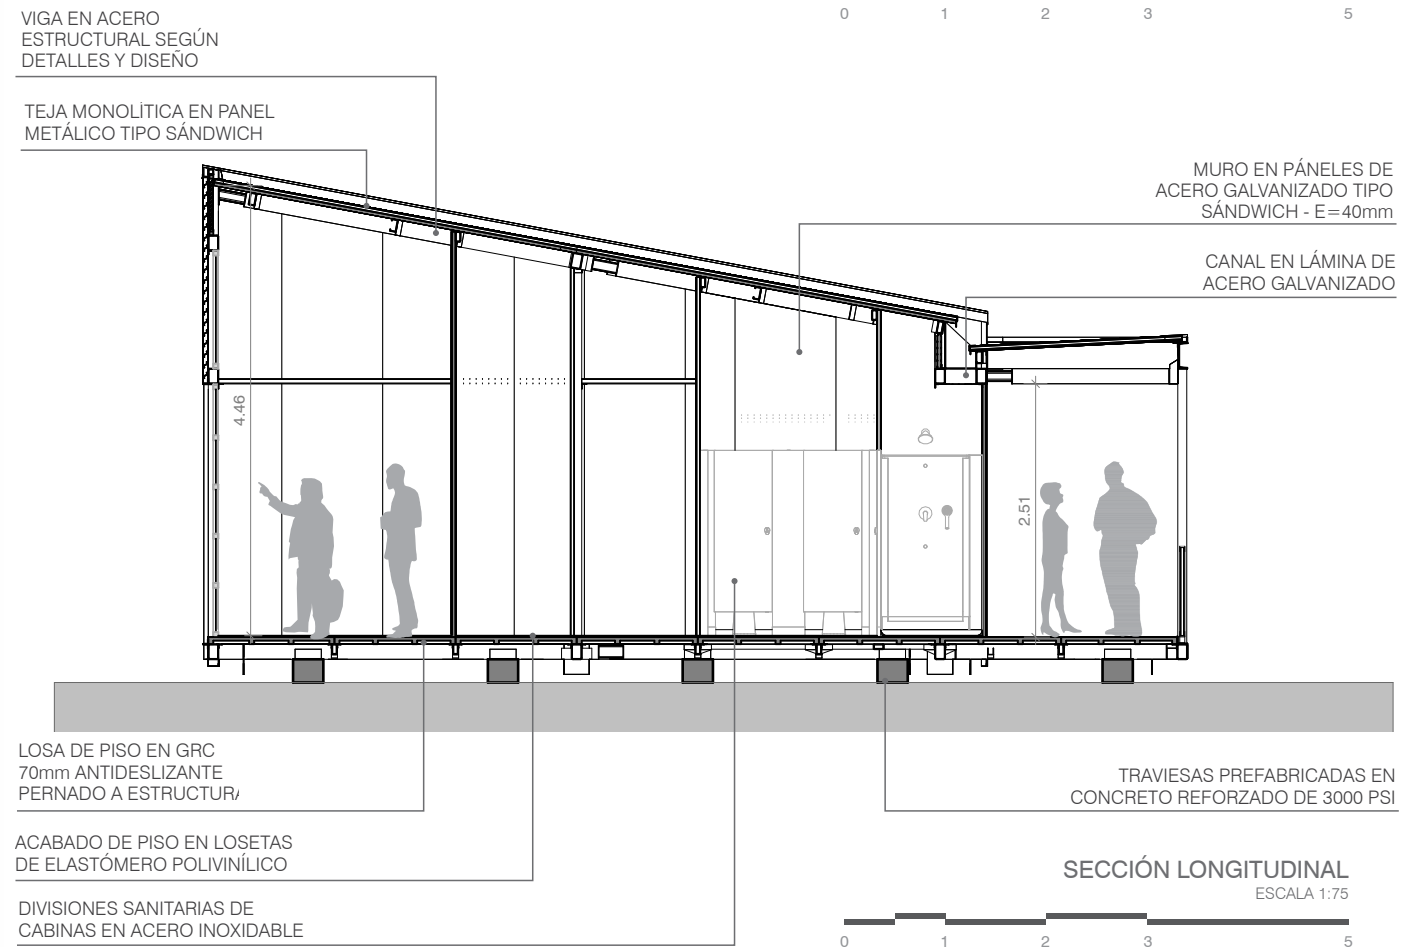 0 1 2 3 5
VIGA EN ACERO
ESTRUCTURAL SEGÚN
DETALLES Y DISEÑO
TEJA MONOLÍTICA EN PANEL
METÁLICO TIPO SÁNDWICH
MURO EN PÁNELES DE
ACERO GALVANIZADO TIPO
SÁNDWICH - E=40mm
CANAL EN LÁMINA DE
ACERO GALVANIZADO
4.46
2.51
LOSA DE PISO EN GRC
70mm ANTIDESLIZANTE
PERNADO A ESTRUCTURA
ACABADO DE PISO EN LOSETAS
DE ELASTÓMERO POLIVINÍLICO
DIVISIONES SANITARIAS DE
CABINAS EN ACERO INOXIDABLE
TRAVIESAS PREFABRICADAS EN
CONCRETO REFORZADO DE 3000 PSI
SECCIÓN LONGITUDINAL
ESCALA 1:75
0 1 2 3 5